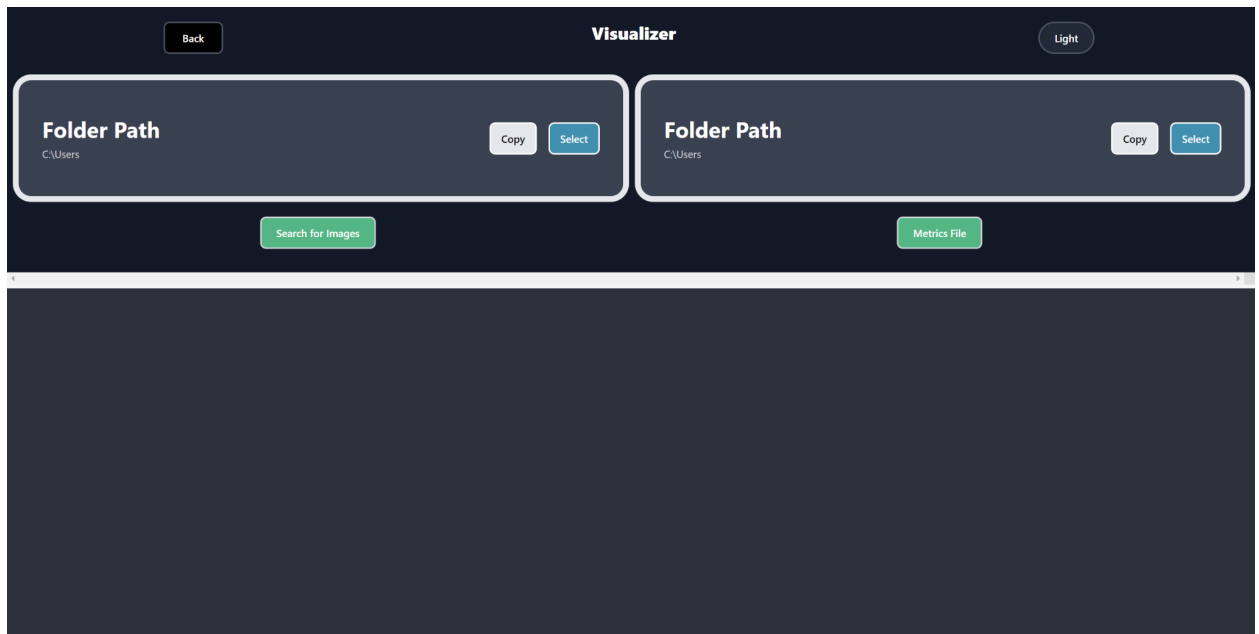 Back
Visualizer
Light
Folder Path
C:\Users
Copy
Select
Folder Path
C:\Users
Copy
Select
Search for Images
Metrics File